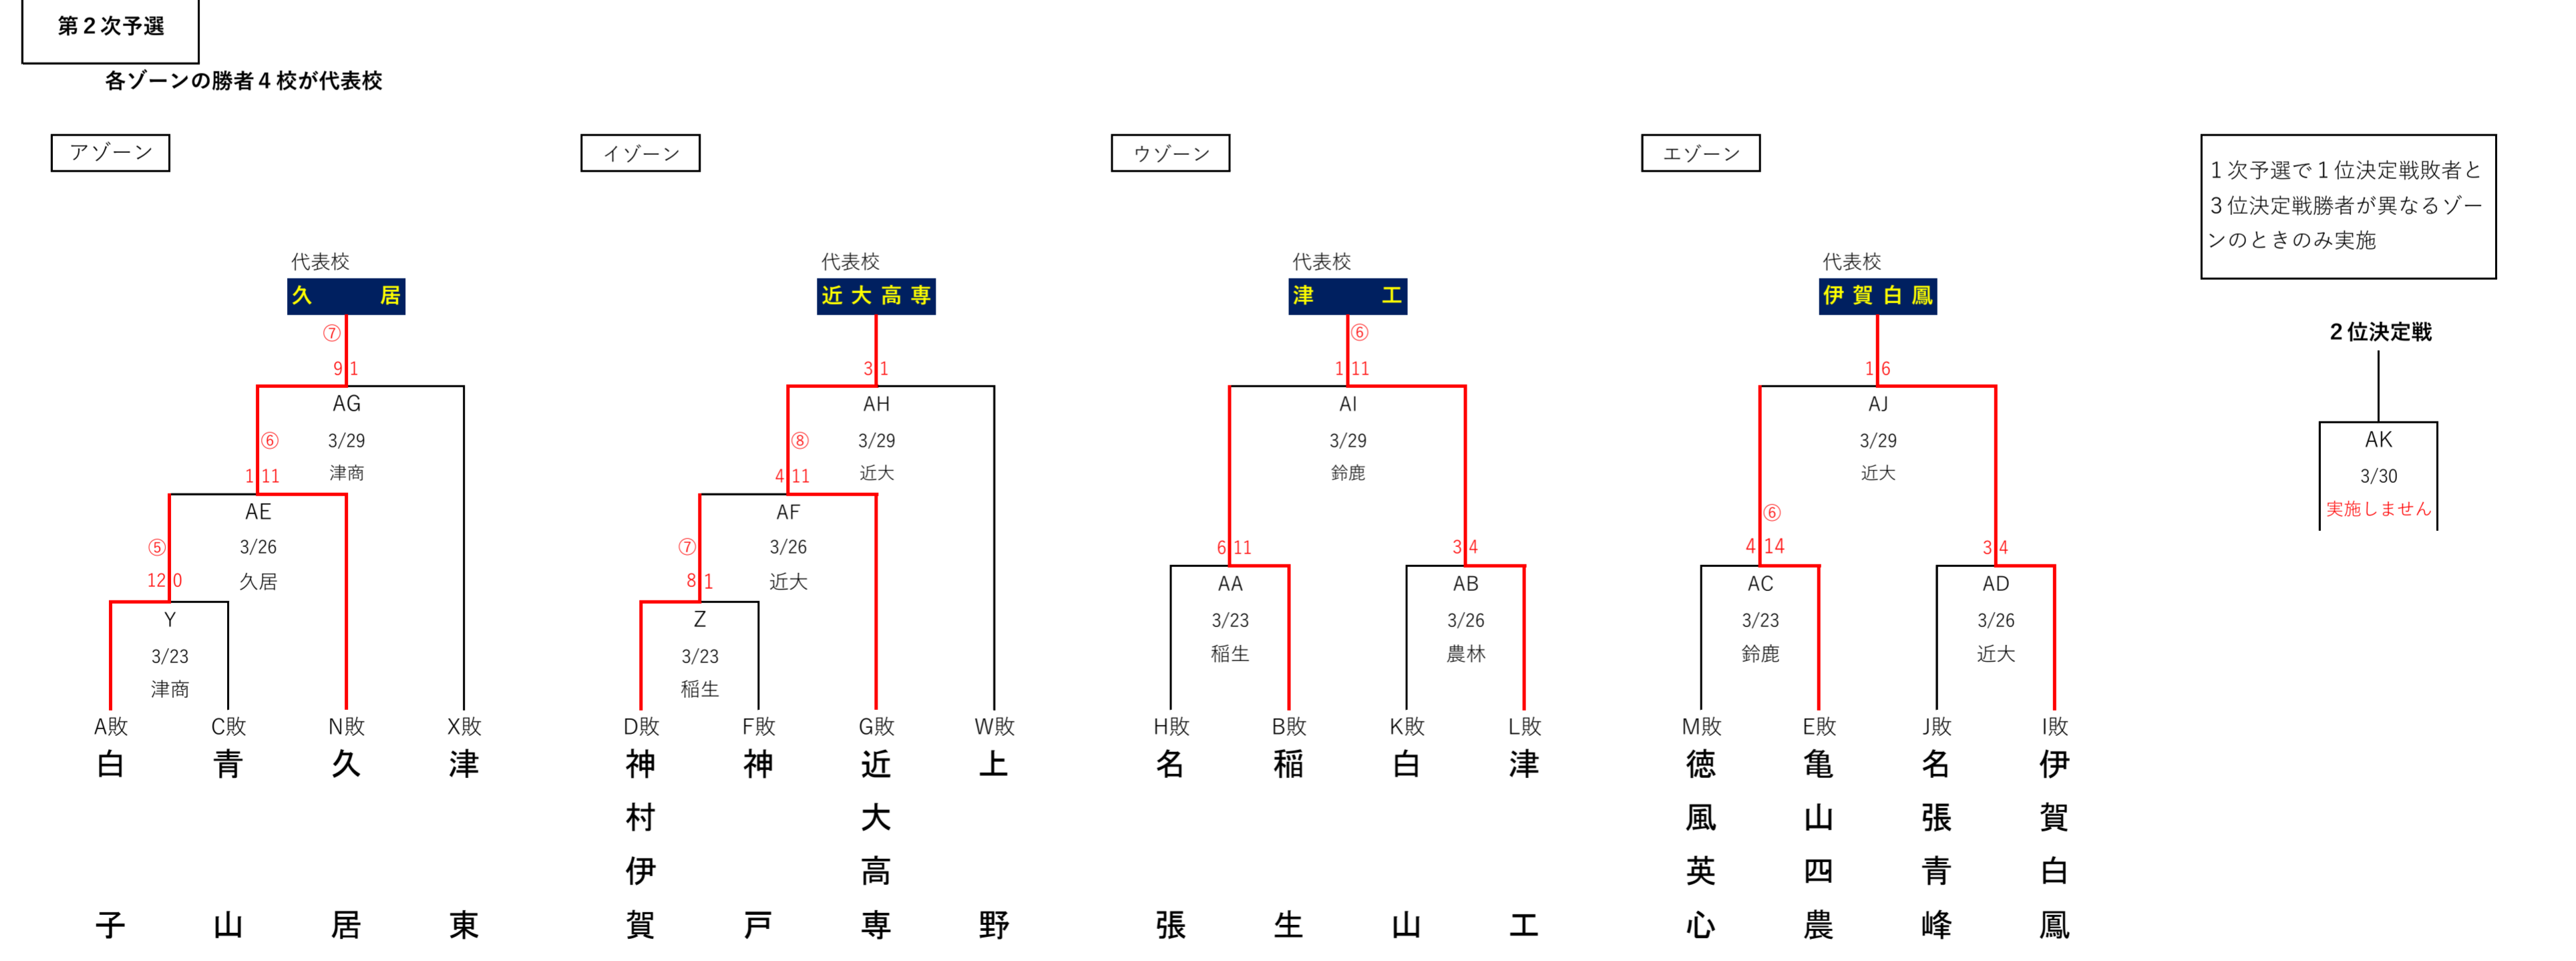 第２次予選
各ゾーンの勝者４校が代表校
アゾーン
代表校
久居
⑦
9 1
AG
3/29
津商
⑥
1 11
AE
3/26
久居
⑤
12 0
Y
3/23
津商
A敗 C敗 N敗 X敗
白子
青山
久居
津東
イゾーン
代表校
近大高専
3 1
AH
3/29
近大
⑧
4 11
AF
3/26
近大
⑦
8 1
Z
3/23
稲生
D敗 F敗 G敗 W敗
神村伊賀
神戸
近大高専
上野
ウゾーン
代表校
津工
⑥
1 11
AI
3/29
鈴鹿
6 11
AA
3/23
稲生
3 4
AB
3/26
農林
H敗 B敗 K敗 L敗
名張
稲生
白山
津工
エゾーン
代表校
伊賀白鳳
1 6
AJ
3/29
近大
⑥
4 14
AC
3/23
鈴鹿
3 4
AD
3/26
近大
M敗 E敗 J敗 I敗
徳風英心
亀山四農
名張青峰
伊賀白鳳
１次予選で１位決定戦敗者と
３位決定戦勝者が異なるゾー
ンのときのみ実施
２位決定戦
AK
3/30
実施しません